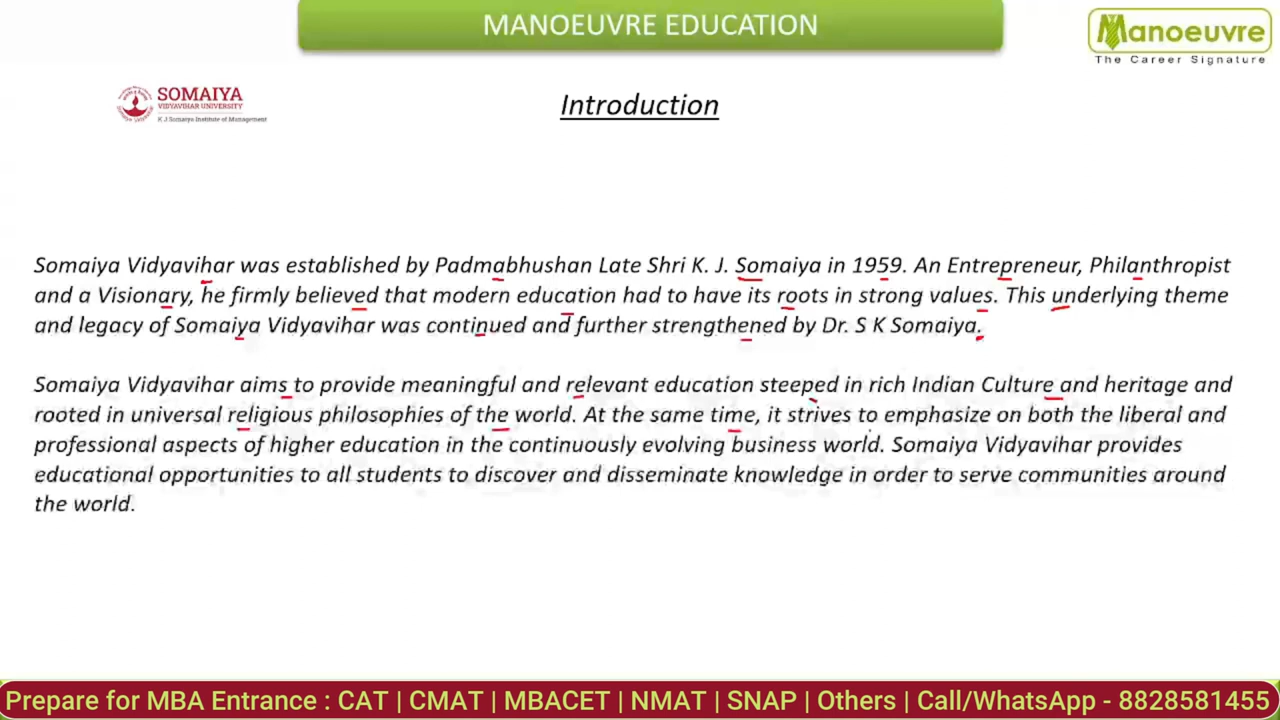 MANOEUVRE EDUCATION
Manoeuvre
The Career Signature
SOMAIYA
VIDYAVIHAR UNIVERSITY
K J Somaiya Institute of Management
Introduction
Somaiya Vidyavihar was established by Padmabhushan Late Shri K. J. Somaiya in 1959. An Entrepreneur, Philanthropist
and a Visionary, he firmly believed that modern education had to have its roots in strong values. This underlying theme
and legacy of Somaiya Vidyavihar was continued and further strengthened by Dr. S K Somaiya.
Somaiya Vidyavihar aims to provide meaningful and relevant education steeped in rich Indian Culture and heritage and
rooted in universal religious philosophies of the world. At the same time, it strives to emphasize on both the liberal and
professional aspects of higher education in the continuously evolving business world. Somaiya Vidyavihar provides
educational opportunities to all students to discover and disseminate knowledge in order to serve communities around
the world.
Prepare for MBA Entrance : CAT | CMAT | MBACET | NMAT | SNAP | Others | Call/WhatsApp - 8828581455